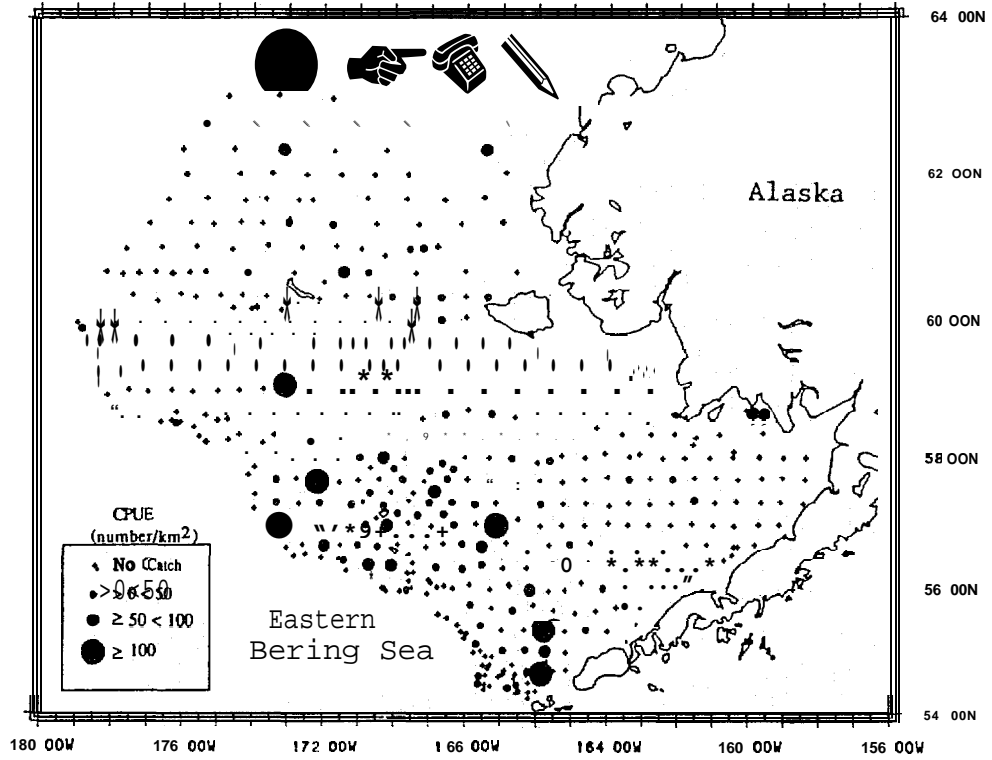 64 00N
62 00N
Alaska
60 00N
58 00N
CPUE
(number/km²)
No Catch
≥ 50 < 100
≥ 100
56 00N
Eastern
Bering Sea
54 00N
180 00W 176 00W 172 00W 166 00W 164 00W 160 00W 156 00W